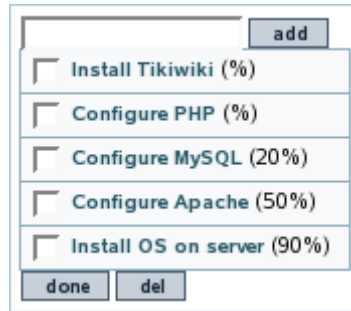 add
Install Tikiwiki (%)
Configure PHP (%)
Configure MySQL (20%)
Configure Apache (50%)
Install OS on server (90%)
done del